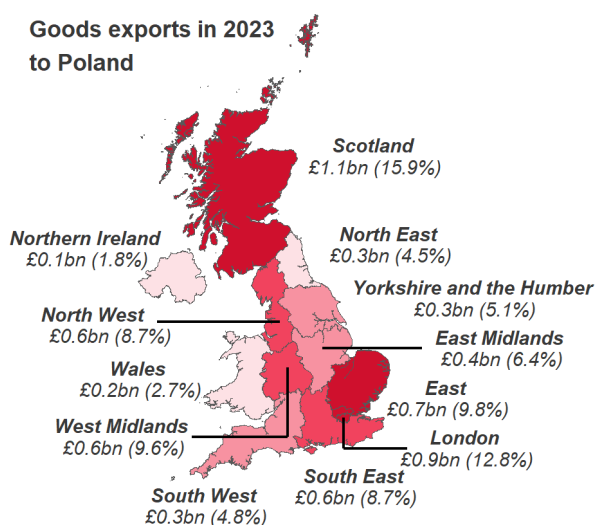 Goods exports in 2023
to Poland
Scotland
£1.1bn (15.9%)
Northern Ireland
£0.1bn (1.8%)
North East
£0.3bn (4.5%)
Yorkshire and the Humber
£0.3bn (5.1%)
North West
£0.6bn (8.7%)
East Midlands
£0.4bn (6.4%)
Wales
£0.2bn (2.7%)
East
£0.7bn (9.8%)
West Midlands
£0.6bn (9.6%)
London
£0.9bn (12.8%)
South East
£0.6bn (8.7%)
South West
£0.3bn (4.8%)